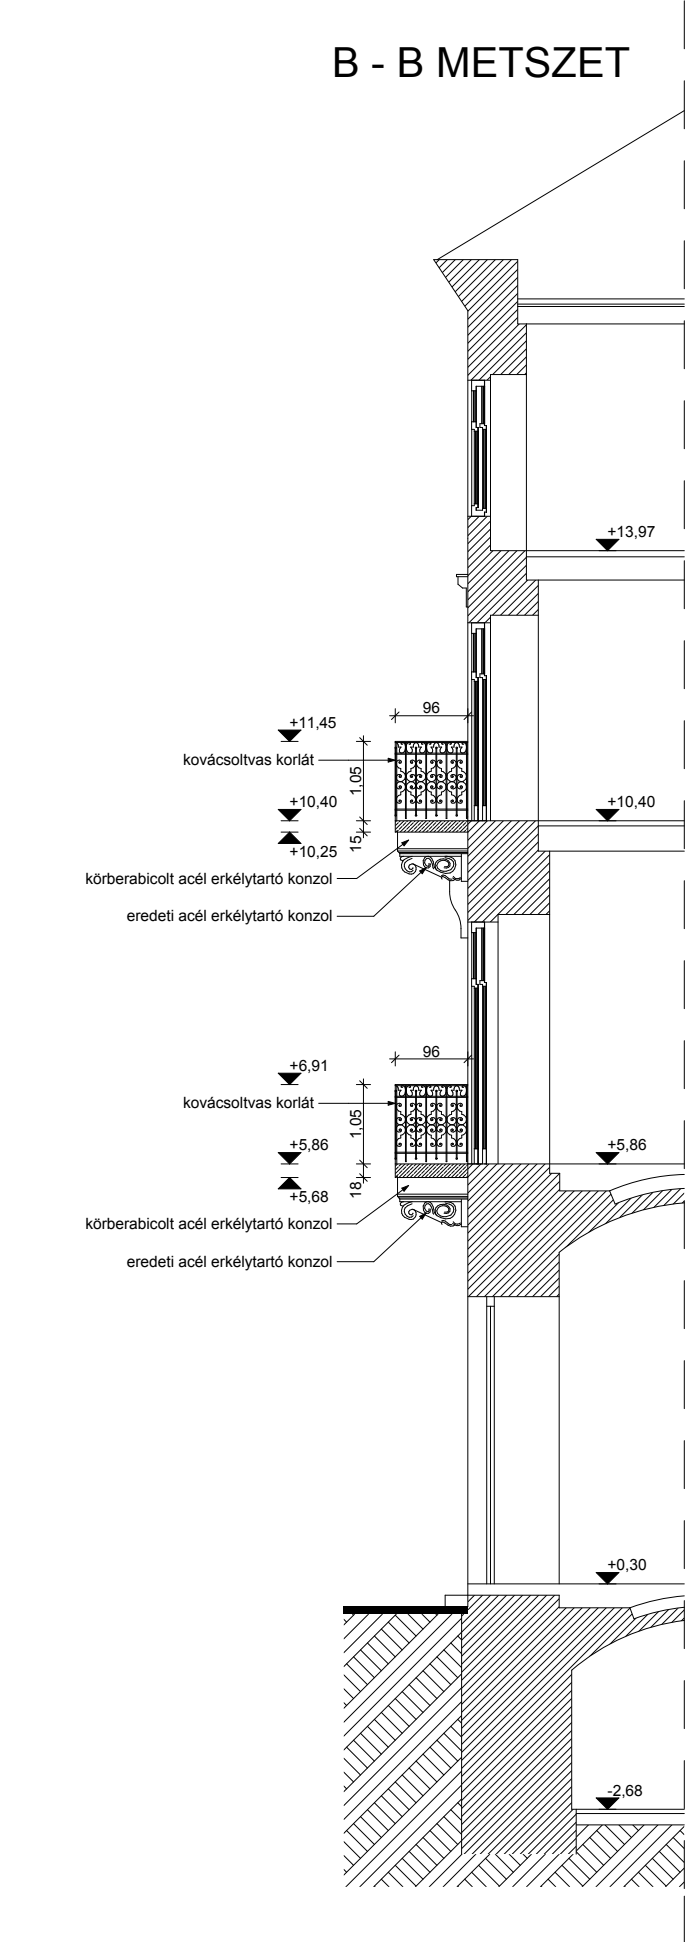 B - B METSZET
+13,97
96
+11,45
kovácsoltvas korlát
1,05
+10,40
+10,40
15
+10,25
körberabicolt acél erkélytartó konzol
eredeti acél erkélytartó konzol
96
+6,91
kovácsoltvas korlát
1,05
+5,86
+5,86
18
+5,68
körberabicolt acél erkélytartó konzol
eredeti acél erkélytartó konzol
+0,30
-2,68